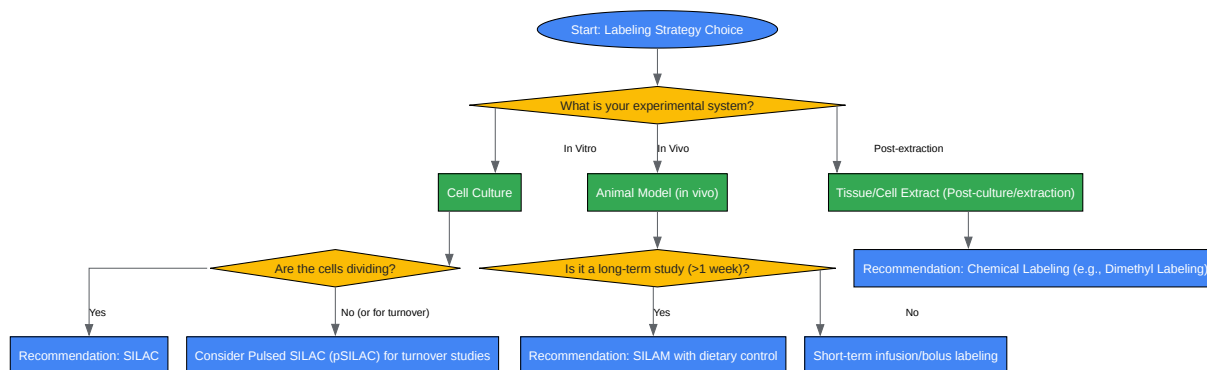 Start: Labeling Strategy Choice
What is your experimental system?
In Vitro
In Vivo
Post-extraction
Cell Culture
Animal Model (in vivo)
Tissue/Cell Extract (Post-culture/extraction)
Are the cells dividing?
Is it a long-term study (>1 week)?
Recommendation: Chemical Labeling (e.g., Dimethyl Labeling)
Yes
No (or for turnover)
Yes
No
Recommendation: SILAC
Consider Pulsed SILAC (pSILAC) for turnover studies
Recommendation: SILAM with dietary control
Short-term infusion/bolus labeling